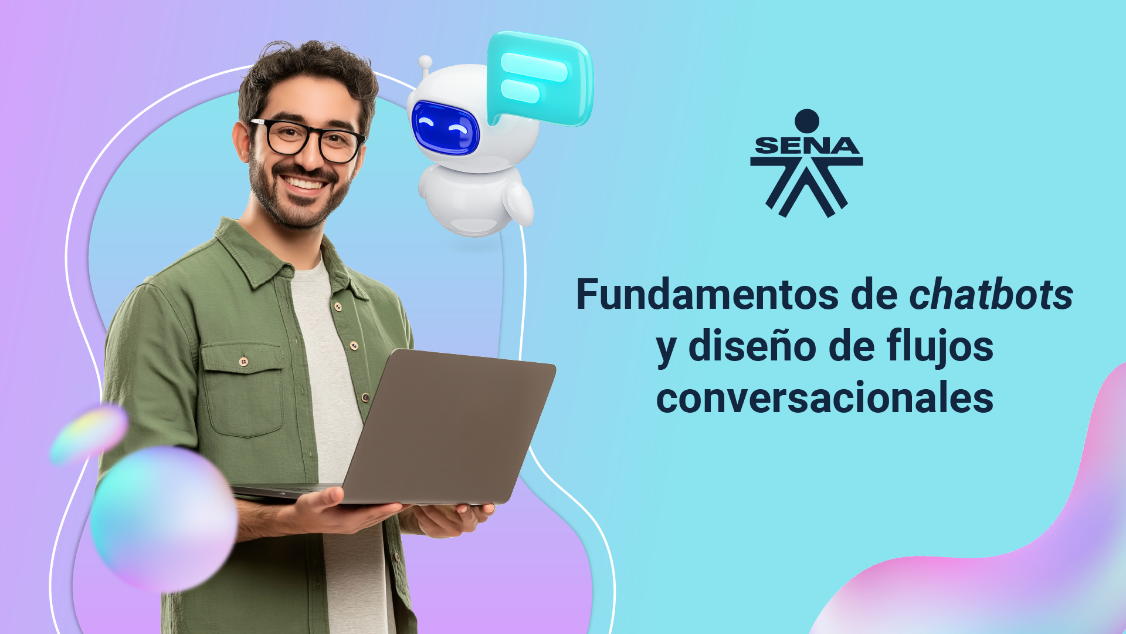 SENA
Fundamentos de chatbots
y diseño de flujos
conversacionales